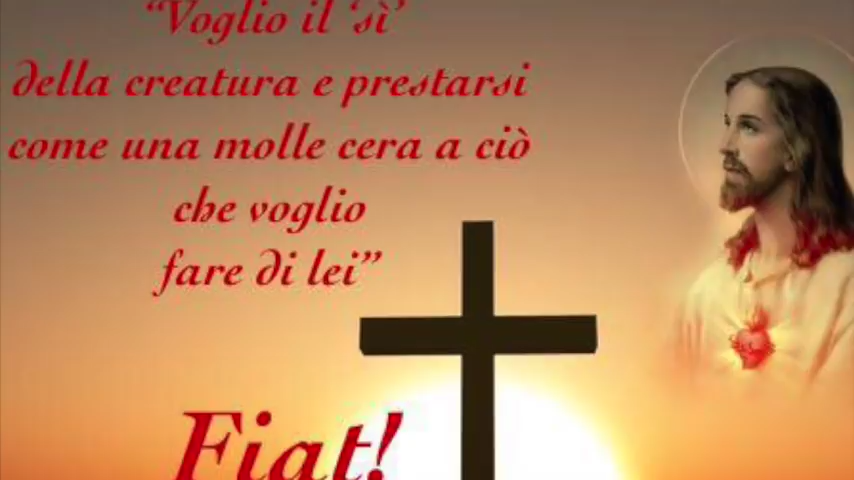 “Voglio il ‘sì’
della creatura e prestarsi
come una molle cera a ciò
che voglio
fare di lei”
Fiat!